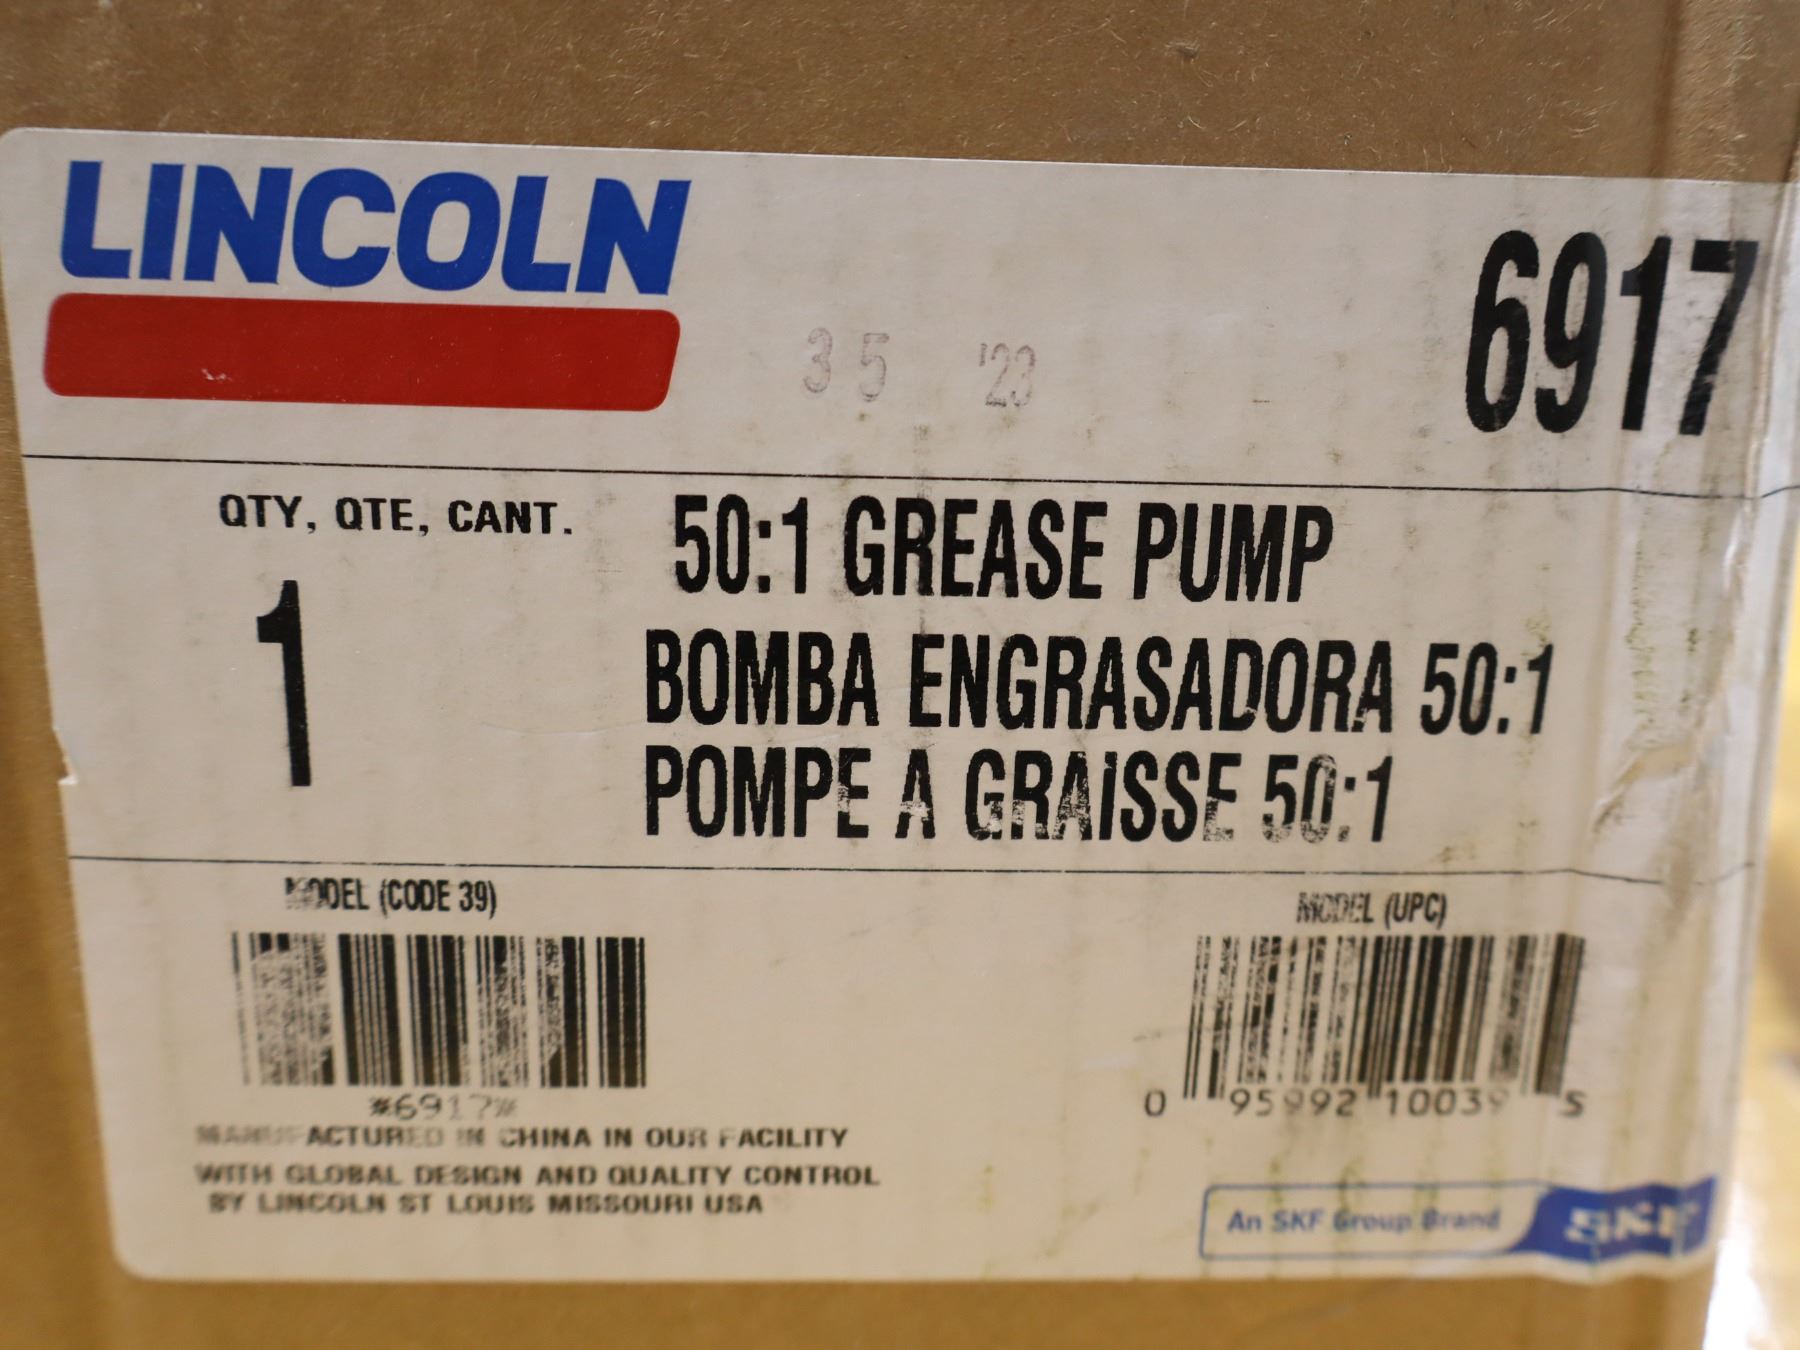 LINCOLN
6917
35 '23
QTY, QTE, CANT.
1
50:1 GREASE PUMP
BOMBA ENGRASADORA 50:1
POMPE A GRAISSE 50:1
MODEL (CODE 39)
*6917*
MODEL (UPC)
0 95992 10039 5
MANUFACTURED IN CHINA IN OUR FACILITY
WITH GLOBAL DESIGN AND QUALITY CONTROL
BY LINCOLN ST LOUIS MISSOURI USA
An SKF Group Brand
SKF